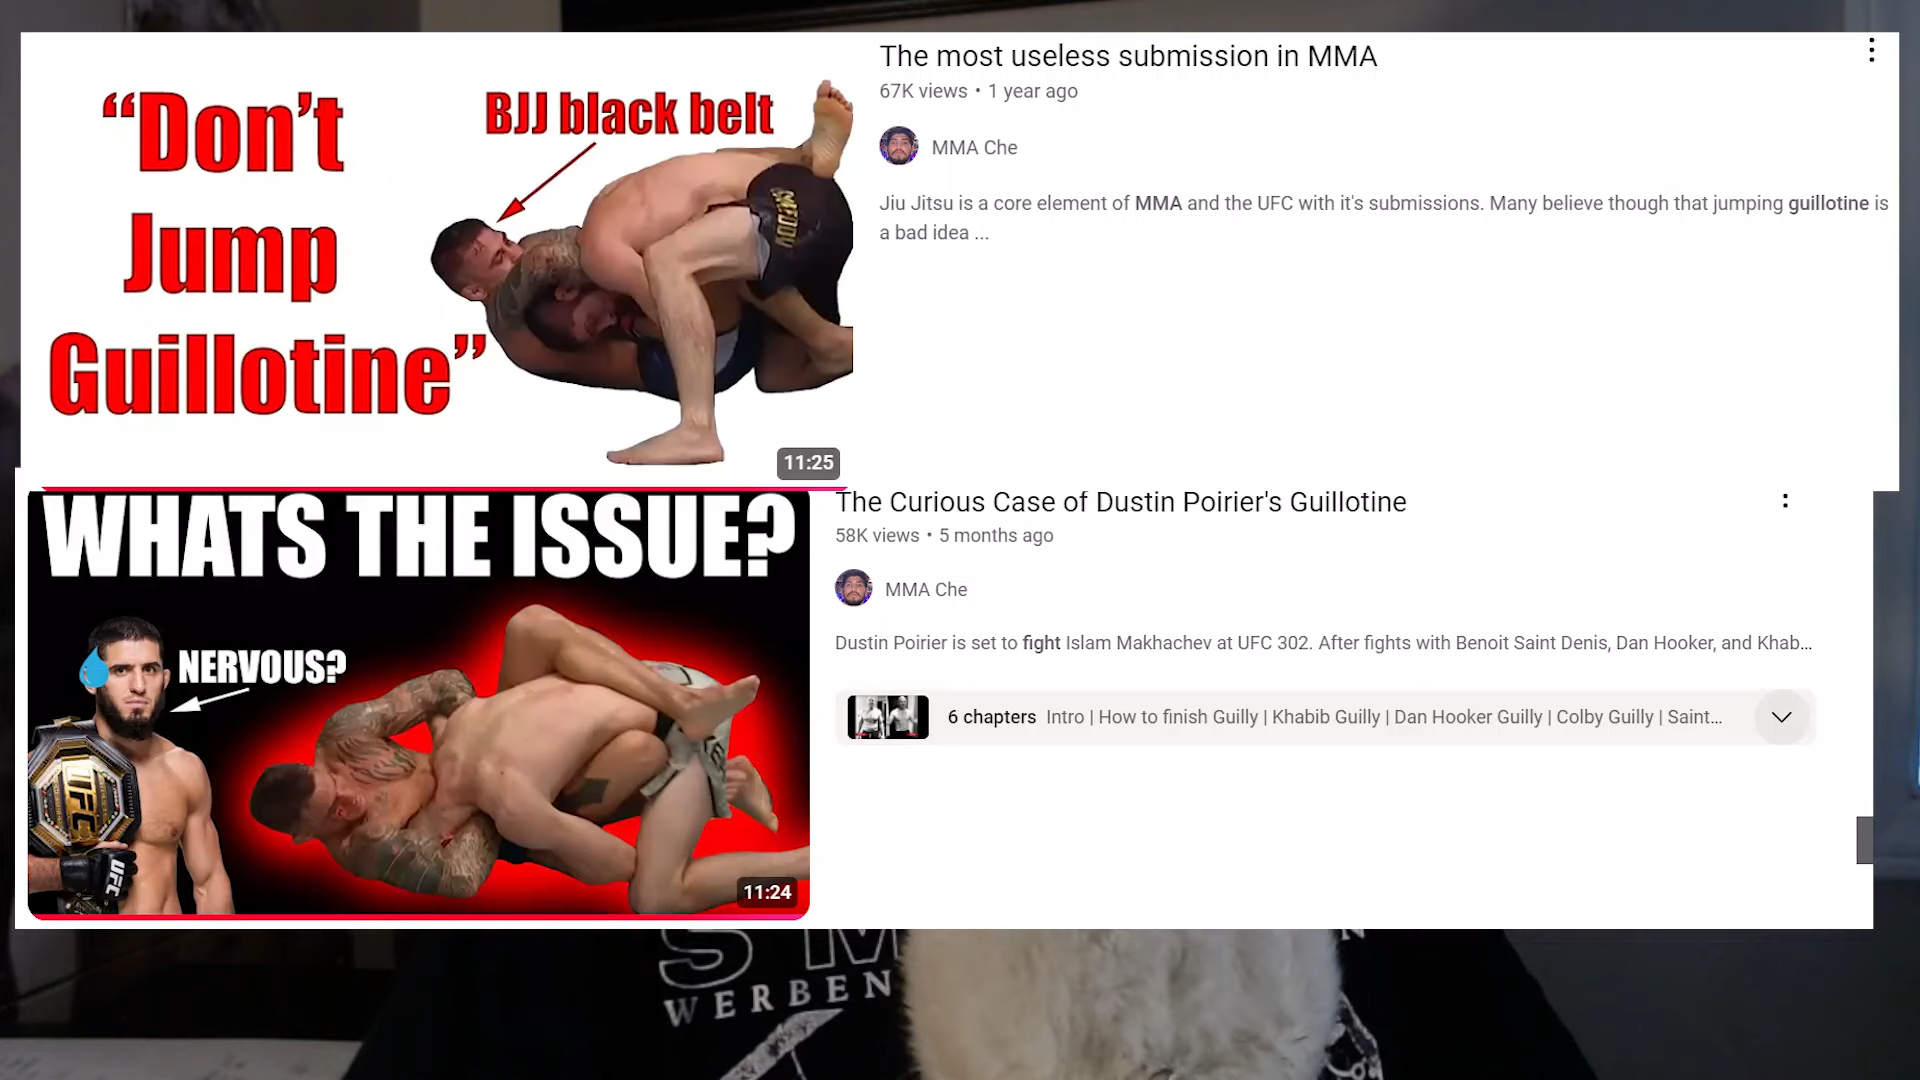 “Don’t
Jump
Guillotine”
BJJ black belt
11:25
The most useless submission in MMA
67K views • 1 year ago
MMA Che
Jiu Jitsu is a core element of MMA and the UFC with it's submissions. Many believe though that jumping guillotine is
a bad idea ...
WHATS THE ISSUE?
NERVOUS?
UFC
UFC
11:24
The Curious Case of Dustin Poirier's Guillotine
58K views • 5 months ago
MMA Che
Dustin Poirier is set to fight Islam Makhachev at UFC 302. After fights with Benoit Saint Denis, Dan Hooker, and Khab...
6 chapters Intro | How to finish Guilly | Khabib Guilly | Dan Hooker Guilly | Colby Guilly | Saint...
WERBEN